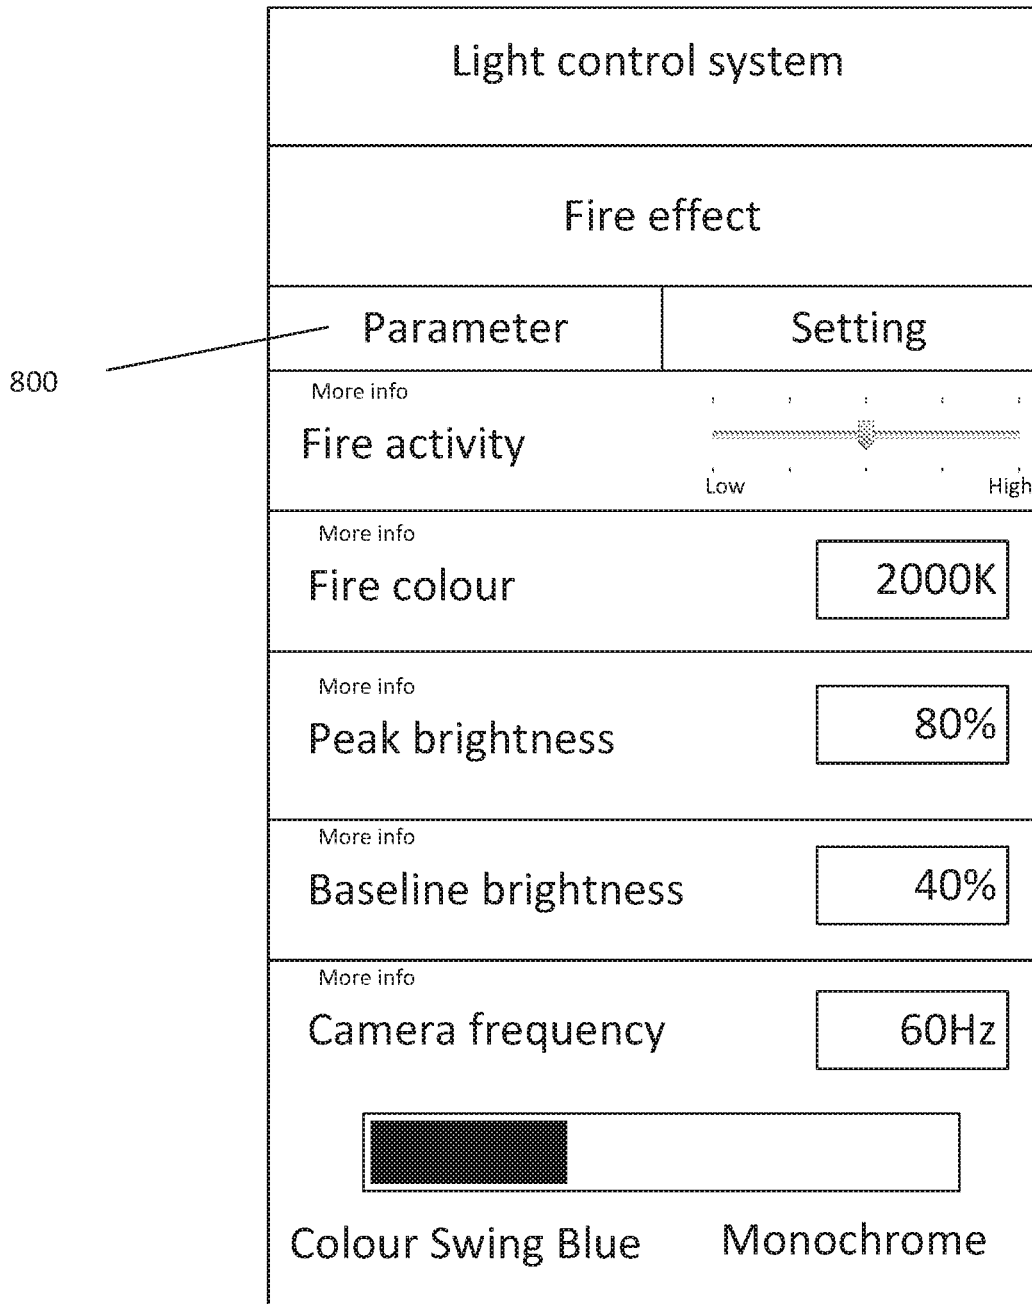 Light control system
Fire effect
Parameter Setting
800
More info
Fire activity
Low High
More info
Fire colour 2000K
More info
Peak brightness 80%
More info
Baseline brightness 40%
More info
Camera frequency 60Hz
Colour Swing Blue Monochrome